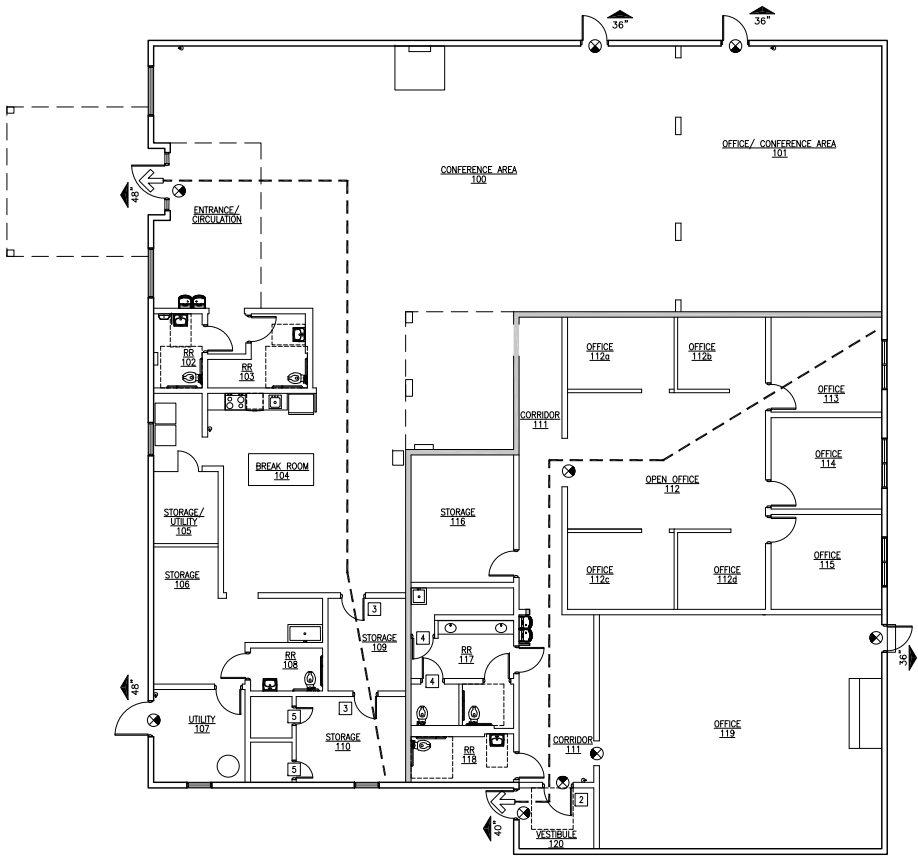 36"
36"
OFFICE/ CONFERENCE AREA
101
CONFERENCE AREA
100
48"
ENTRANCE/
CIRCULATION
RR
102
RR
103
OFFICE
112a
OFFICE
112b
OFFICE
113
CORRIDOR
111
OFFICE
114
BREAK ROOM
104
OPEN OFFICE
112
STORAGE/
UTILITY
105
STORAGE
116
OFFICE
115
STORAGE
106
OFFICE
112c
OFFICE
112d
3
STORAGE
109
4
RR
117
RR
108
4
36"
48"
3
5
UTILITY
107
STORAGE
110
OFFICE
119
CORRIDOR
111
RR
118
5
2
40"
VESTIBULE
120